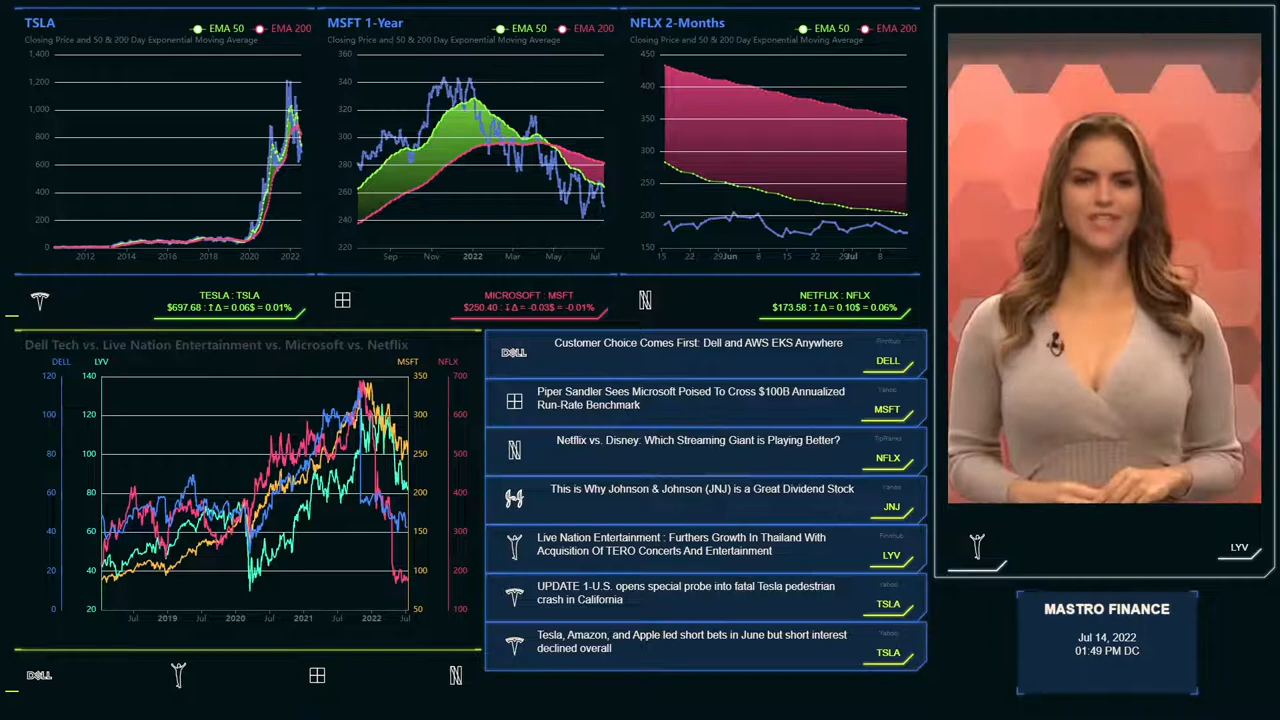 TSLA
EMA 50 EMA 200
Closing Price and 50 & 200 Day Exponential Moving Average
1,400
1,200
1,000
800
600
400
200
0
2012 2014 2016 2018 2020 2022
MSFT 1-Year
EMA 50 EMA 200
Closing Price and 50 & 200 Day Exponential Moving Average
360
340
320
300
280
260
240
220
Sep Nov 2022 Mar May Jul
NFLX 2-Months
EMA 50 EMA 200
Closing Price and 50 & 200 Day Exponential Moving Average
450
400
350
300
250
200
150
15 22 29 Jun 8 15 22 29 Jul 8
TESLA : TSLA
$697.68 : 1 Δ = 0.06$ = 0.01%
MICROSOFT : MSFT
$250.40 : 1 Δ = -0.03$ = -0.01%
NETFLIX : NFLX
$173.58 : 1 Δ = 0.10$ = 0.06%
Dell Tech vs. Live Nation Entertainment vs. Microsoft vs. Netflix
DELL LYV MSFT NFLX
120 140 350 700
100 120 300 600
80 100 250 500
60 80 200 400
40 60 150 300
20 40 100 200
0 20 50 100
Jul 2019 Jul 2020 Jul 2021 Jul 2022 Jul
DELL
DELL
Customer Choice Comes First: Dell and AWS EKS Anywhere
Finnhub
DELL
Piper Sandler Sees Microsoft Poised To Cross $100B Annualized
Run-Rate Benchmark
Yahoo
MSFT
Netflix vs. Disney: Which Streaming Giant is Playing Better?
TipRanks
NFLX
This is Why Johnson & Johnson (JNJ) is a Great Dividend Stock
Yahoo
JNJ
Live Nation Entertainment : Furthers Growth In Thailand With
Acquisition Of TERO Concerts And Entertainment
Finnhub
LYV
UPDATE 1-U.S. opens special probe into fatal Tesla pedestrian
crash in California
Yahoo
TSLA
Tesla, Amazon, and Apple led short bets in June but short interest
declined overall
Yahoo
TSLA
LYV
MASTRO FINANCE
Jul 14, 2022
01:49 PM DC